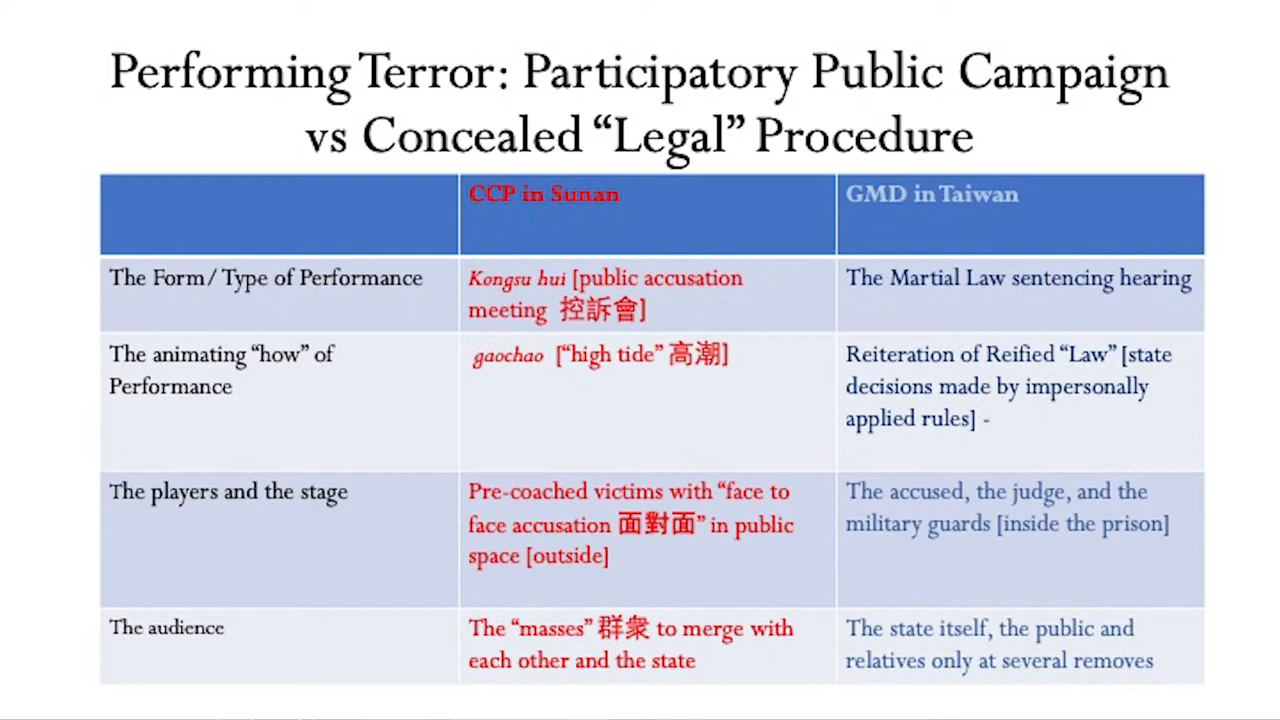 Performing Terror: Participatory Public Campaign
vs Concealed “Legal” Procedure
CCP in Sunan
GMD in Taiwan
The Form/ Type of Performance
Kongsu hui [public accusation
meeting 控訴會]
The Martial Law sentencing hearing
The animating “how” of
Performance
gaochao [“high tide” 高潮]
Reiteration of Reified “Law” [state
decisions made by impersonally
applied rules] -
The players and the stage
Pre-coached victims with “face to
face accusation 面對面” in public
space [outside]
The accused, the judge, and the
military guards [inside the prison]
The audience
The “masses” 群衆 to merge with
each other and the state
The state itself, the public and
relatives only at several removes